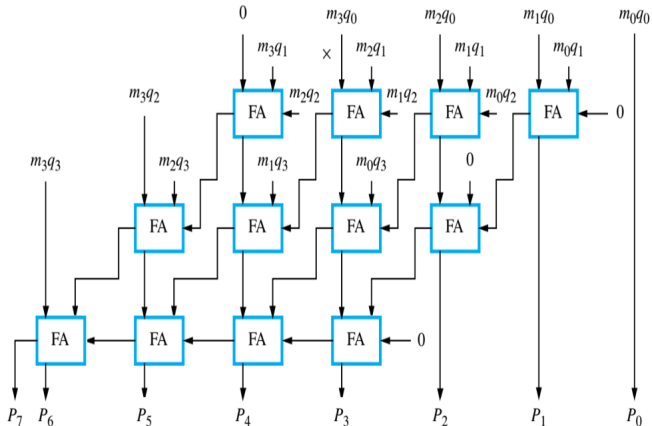 0 m₃q₀ m₂q₀ m₁q₀ m₀q₀
m₃q₁ × m₂q₁ m₁q₁ m₀q₁
m₃q₂ FA m₂q₂ FA m₁q₂ FA m₀q₂ FA 0
m₃q₃ m₂q₃ m₁q₃ m₀q₃ 0
FA FA FA FA
FA FA FA FA 0
P₇ P₆ P₅ P₄ P₃ P₂ P₁ P₀